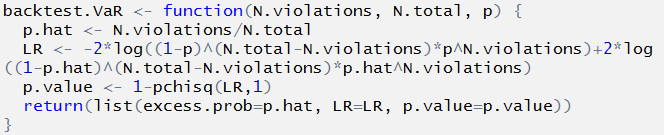 backtest.VaR <- function(N.violations, N.total, p) {
  p.hat <- N.violations/N.total
  LR <- -2*log((1-p)^(N.total-N.violations)*p^N.violations)+2*log
((1-p.hat)^(N.total-N.violations)*p.hat^N.violations)
  p.value <- 1-pchisq(LR,1)
  return(list(excess.prob=p.hat, LR=LR, p.value=p.value))
}